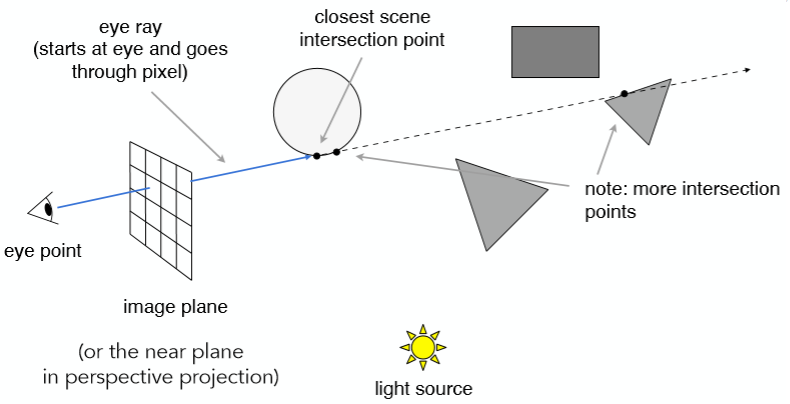 eye ray
(starts at eye and goes
through pixel)
closest scene
intersection point
note: more intersection
points
eye point
image plane
(or the near plane
in perspective projection)
light source